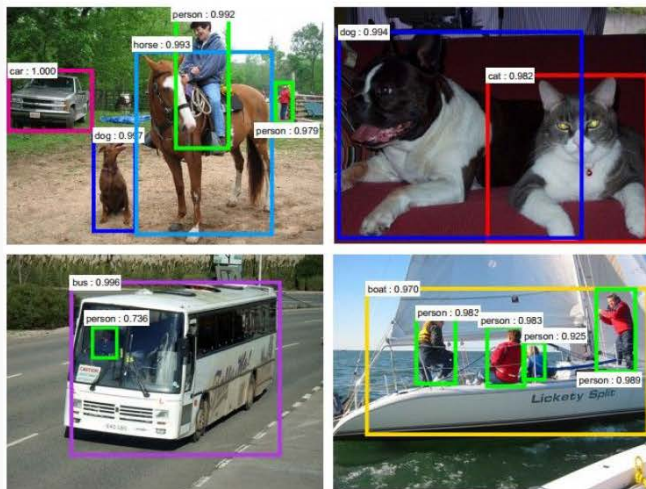 person : 0.992
horse : 0.993
car : 1.000
dog : 0.997
person : 0.979
dog : 0.994
cat : 0.982
bus : 0.996
person : 0.736
boat : 0.970
person : 0.982
person : 0.983
person : 0.925
person : 0.989
Lickety Split